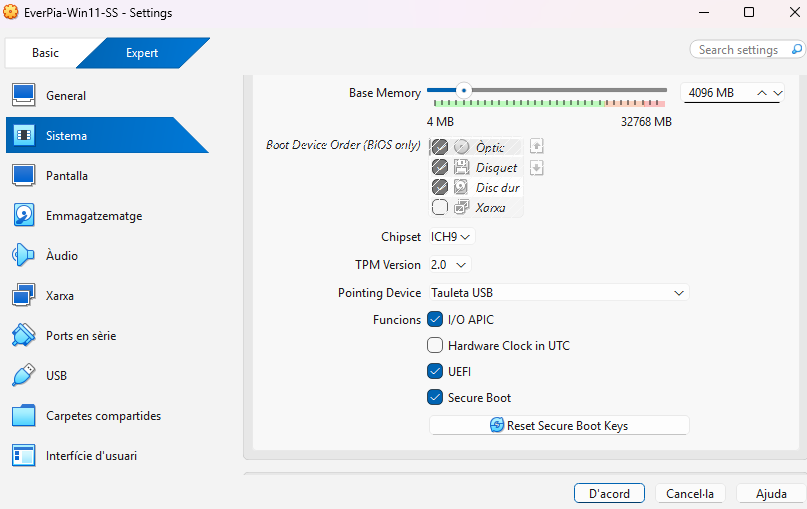 EverPia-Win11-SS - Settings
Basic
Expert
Search settings
General
Sistema
Pantalla
Emmagatzematge
Àudio
Xarxa
Ports en sèrie
USB
Carpetes compartides
Interfície d'usuari
Base Memory
4096 MB
4 MB
32768 MB
Boot Device Order (BIOS only)
Òptic
Disquet
Disc dur
Xarxa
Chipset ICH9
TPM Version 2.0
Pointing Device Tauleta USB
Funcions I/O APIC
Hardware Clock in UTC
UEFI
Secure Boot
Reset Secure Boot Keys
D'acord
Cancel·la
Ajuda